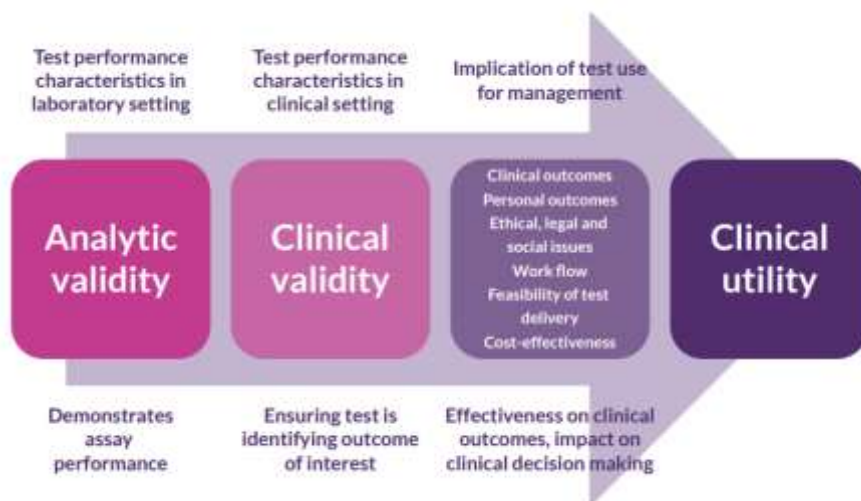 Test performance
characteristics in
laboratory setting
Test performance
characteristics in
clinical setting
Implication of test use
for management
Analytic
validity
Clinical
validity
Clinical outcomes
Personal outcomes
Ethical, legal and
social issues
Work flow
Feasibility of test
delivery
Cost-effectiveness
Clinical
utility
Demonstrates
assay
performance
Ensuring test is
identifying outcome
of interest
Effectiveness on clinical
outcomes, impact on
clinical decision making